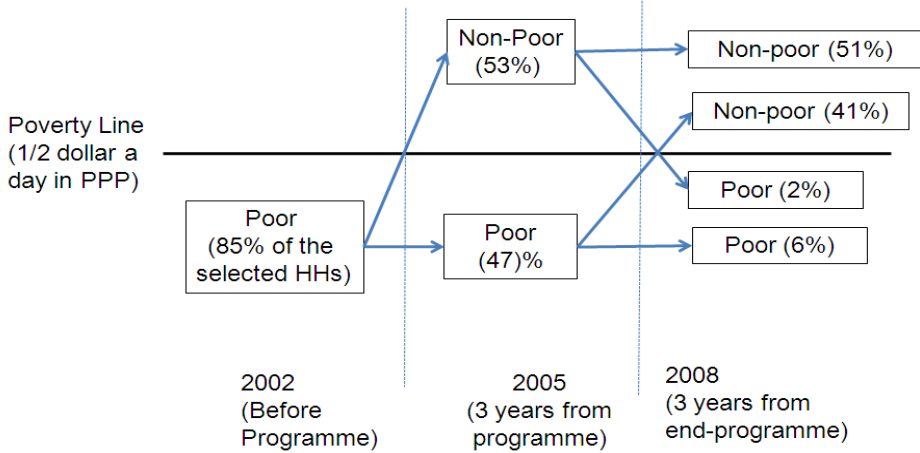 Non-Poor
(53%)
Non-poor (51%)
Non-poor (41%)
Poverty Line
(1/2 dollar a
day in PPP)
Poor
(85% of the
selected HHs)
Poor
(47)%
Poor (2%)
Poor (6%)
2002
(Before
Programme)
2005
(3 years from
programme)
2008
(3 years from
end-programme)